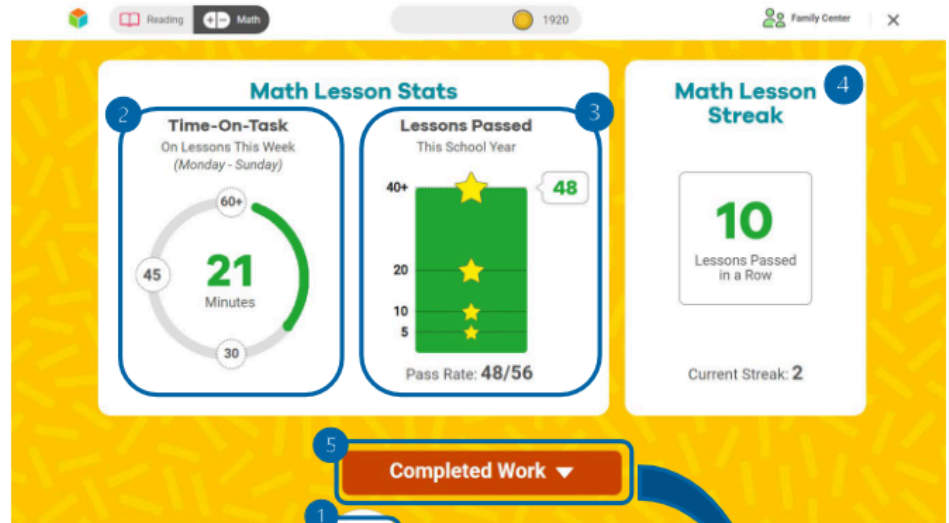 Reading
Math
1920
Family Center
Math Lesson Stats
2
Time-On-Task
On Lessons This Week
(Monday - Sunday)
60+
45
21
Minutes
30
3
Lessons Passed
This School Year
40+
48
20
10
5
Pass Rate: 48/56
4
Math Lesson
Streak
10
Lessons Passed
in a Row
Current Streak: 2
5
Completed Work
1